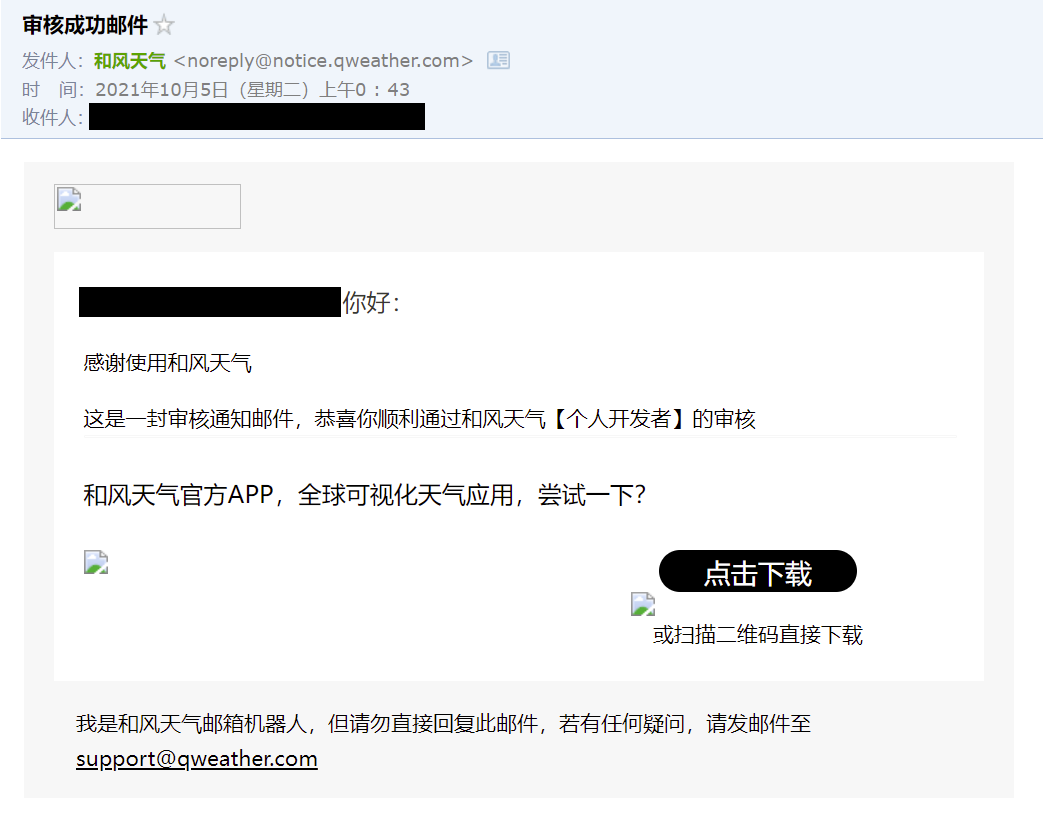 审核成功邮件
发件人：和风天气 <noreply@notice.qweather.com>
时　间：2021年10月5日（星期二）上午0：43
收件人：
你好：
感谢使用和风天气
这是一封审核通知邮件，恭喜你顺利通过和风天气【个人开发者】的审核
和风天气官方APP，全球可视化天气应用，尝试一下？
点击下载
或扫描二维码直接下载
我是和风天气邮箱机器人，但请勿直接回复此邮件，若有任何疑问，请发邮件至
support@qweather.com